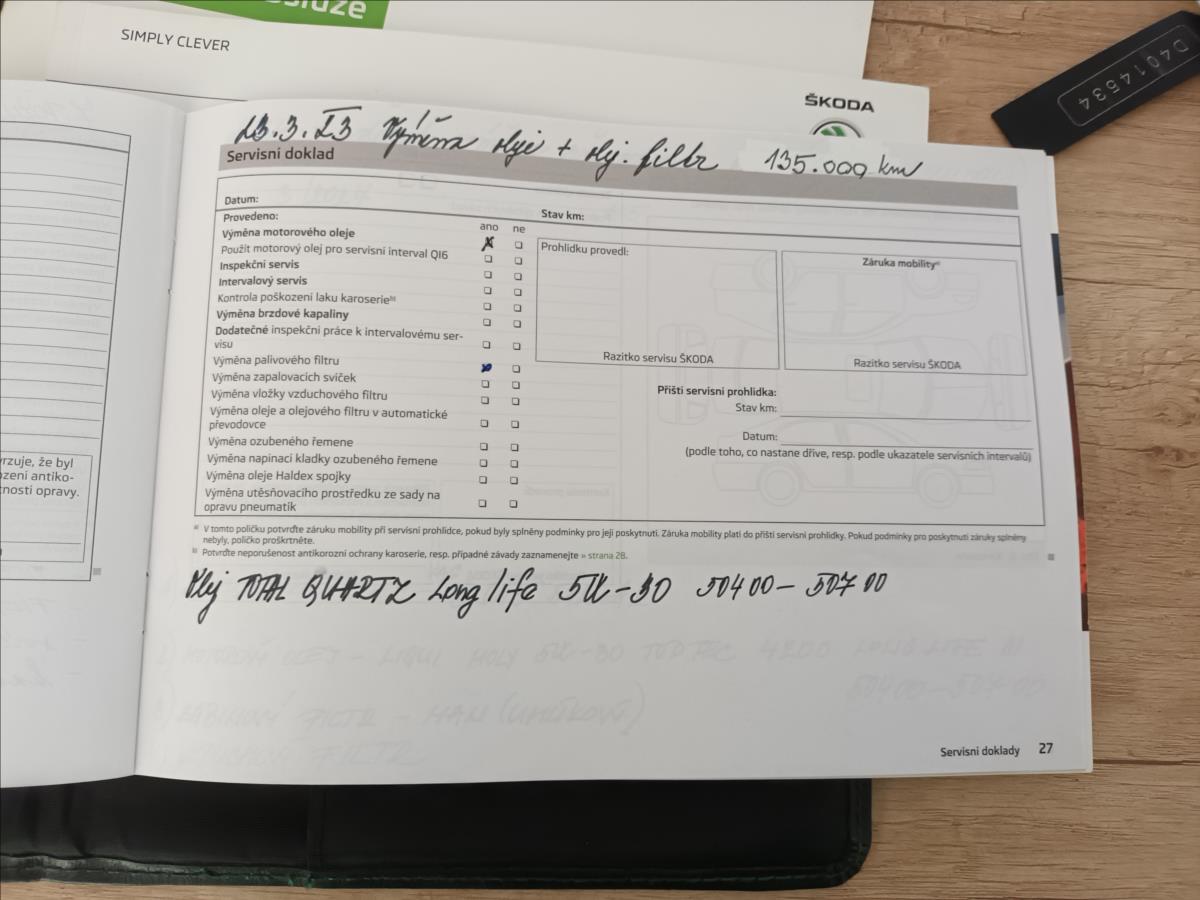 SIMPLY CLEVER
ŠKODA
D4014534
Výměna oleje + olej. filtr 135.000 km
Servisní doklad
Datum:
Stav km:
Provedeno:
ano ne
Výměna motorového oleje
Použit motorový olej pro servisní interval QI6
Inspekční servis
Intervalový servis
Kontrola poškození laku karoserie b)
Výměna brzdové kapaliny
Dodatečné inspekční práce k intervalovému ser-
visu
Výměna palivového filtru
Výměna zapalovacích svíček
Výměna vložky vzduchového filtru
Výměna oleje a olejového filtru v automatické
převodovce
Výměna ozubeného řemene
Výměna napínací kladky ozubeného řemene
Výměna oleje Haldex spojky
Výměna utěsňovacího prostředku ze sady na
opravu pneumatik
Prohlídku provedl:
Razítko servisu ŠKODA
Záruka mobility a)
Razítko servisu ŠKODA
Příští servisní prohlídka:
Stav km:
Datum:
(podle toho, co nastane dříve, resp. podle ukazatele servisních intervalů)
a) V tomto políčku potvrďte záruku mobility při servisní prohlídce, pokud byly splněny podmínky pro její poskytnutí. Záruka mobility platí do příští servisní prohlídky. Pokud podmínky pro poskytnutí záruky splněny
nebyly, políčko proškrtněte.
b) Potvrďte neporušenost antikorozní ochrany karoserie, resp. případné závady zaznamenejte » strana 28.
Olej TOTAL QUARTZ Long life 5W-30 50400-50700
Servisní doklady 27
vrzuje, že byl
ození antiko-
tnosti opravy.